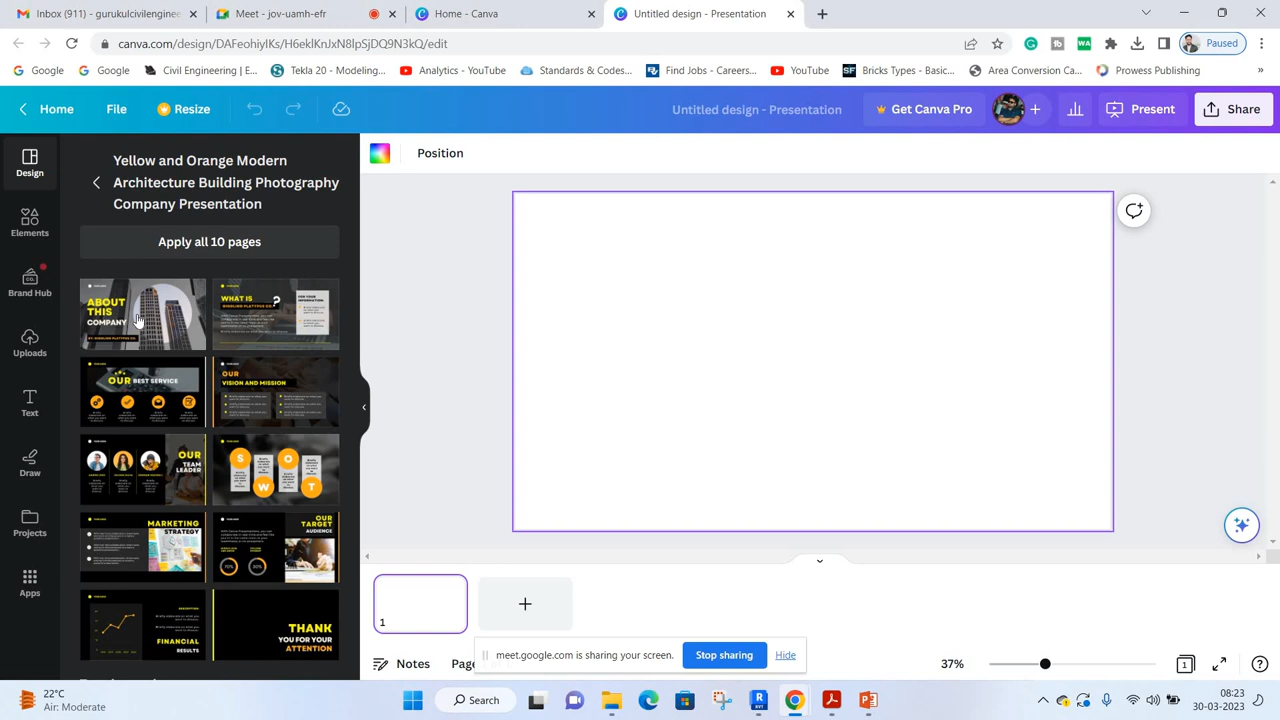 Inbox (911) - gurukulcivilenginee
Meet - jov-uamh-efr
Home - Canva
Untitled design - Presentation
canva.com/design/DAFeohiyIKs/H6eklKnJxN8lpSjDO0N3kQ/edit
Paused
Google
Google
Civil Engineering | E...
Tekla 20 - Modeling...
Analytics - YouTube
Standards & Codes...
Find Jobs - Careers...
YouTube
Bricks Types - Basic...
Area Conversion Ca...
Prowess Publishing
Home
File
Resize
Untitled design - Presentation
Get Canva Pro
Present
Share
Design
Elements
Brand Hub
Uploads
Text
Draw
Projects
Apps
Yellow and Orange Modern
Architecture Building Photography
Company Presentation
Apply all 10 pages
ABOUT
THIS
COMPANY
WHAT IS
?
OUR BEST SERVICE
OUR
VISION AND MISSION
OUR
TEAM
LEADER
S
W
O
T
MARKETING
STRATEGY
OUR
TARGET
AUDIENCE
70%
30%
FINANCIAL
RESULTS
THANK
YOU FOR YOUR
ATTENTION
Position
1
Notes
meet.google.com is sharing your screen.
Stop sharing
Hide
37%
1
22°C
Air: Moderate
Search
08:23
30-03-2023